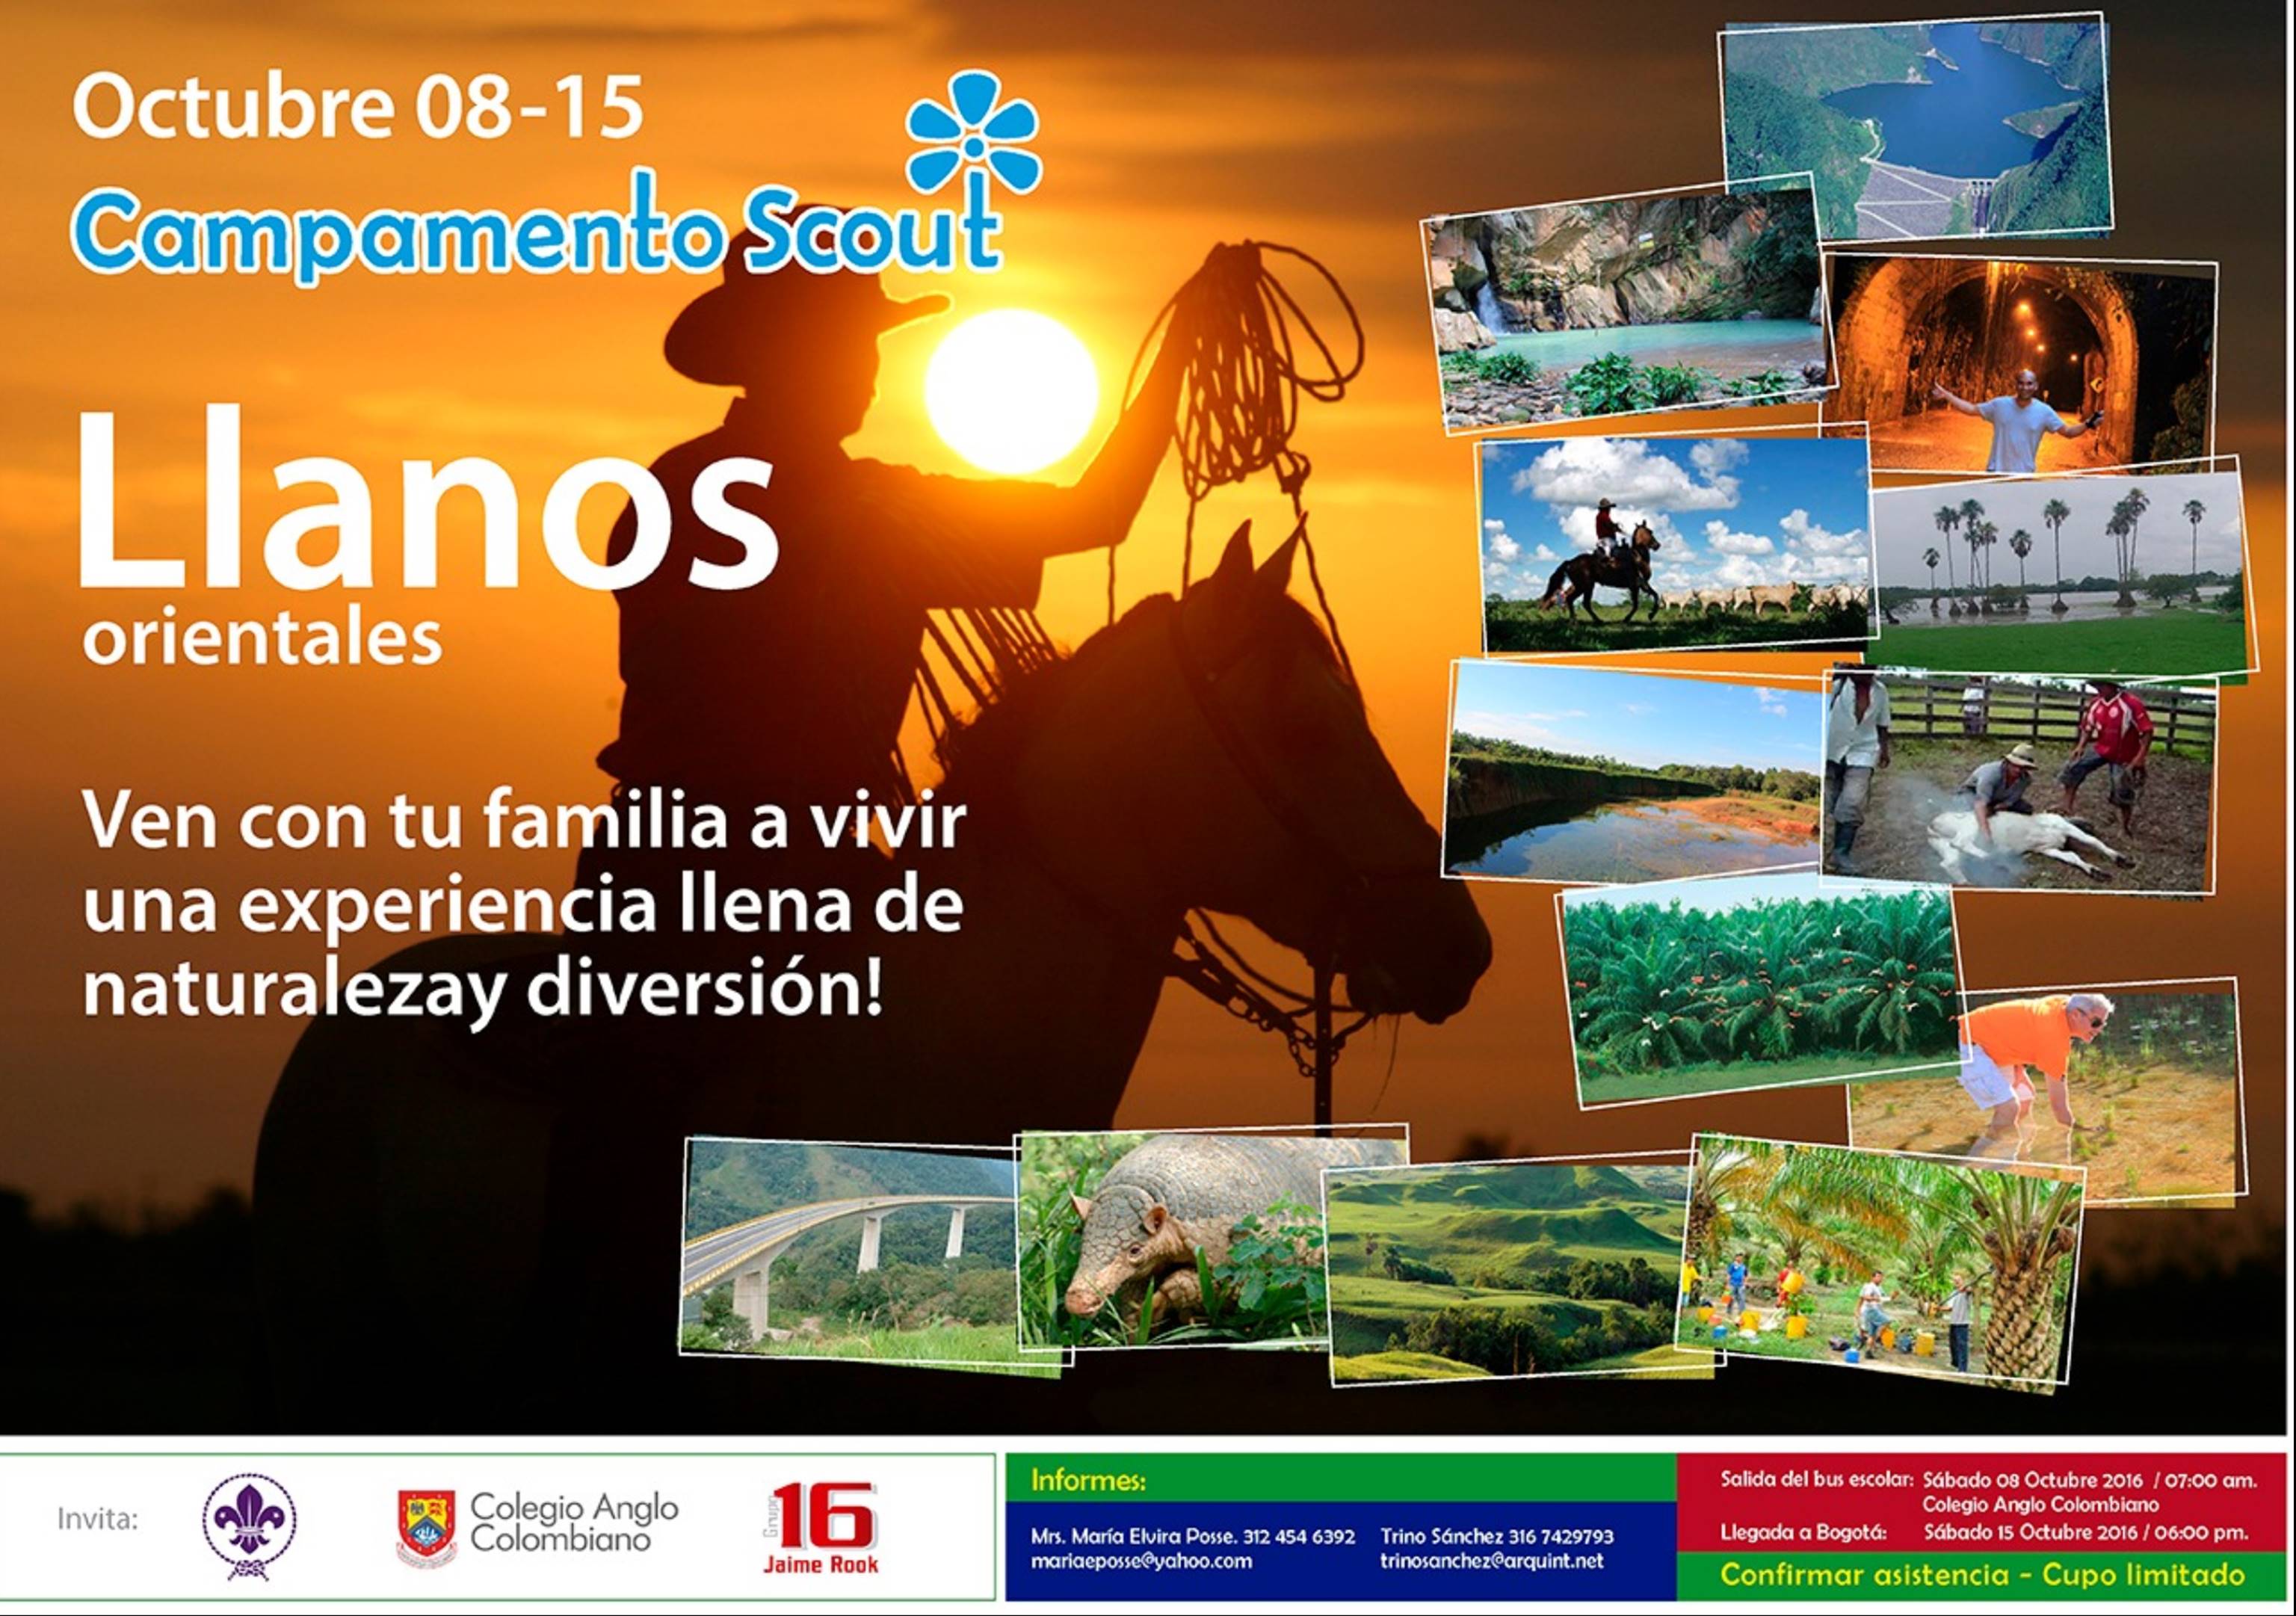 Octubre 08-15
Campamento Scout
Llanos
orientales
Ven con tu familia a vivir
una experiencia llena de
naturalezay diversión!
Invita:
Colegio Anglo
Colombiano
Grupo
16
Jaime Rook
Informes:
Mrs. María Elvira Posse. 312 454 6392
mariaeposse@yahoo.com
Trino Sánchez 316 7429793
trinosanchez@arquint.net
Salida del bus escolar: Sábado 08 Octubre 2016 / 07:00 am.
Colegio Anglo Colombiano
Llegada a Bogotá: Sábado 15 Octubre 2016 / 06:00 pm.
Confirmar asistencia - Cupo limitado